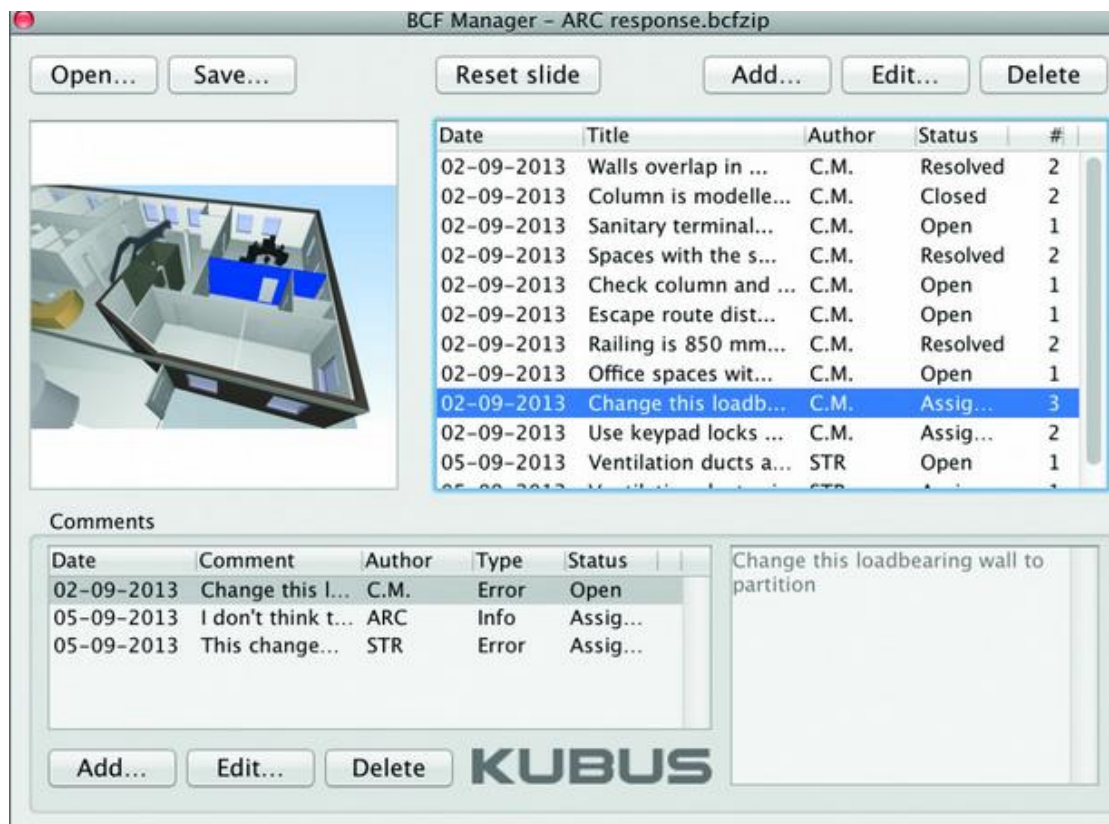 BCF Manager – ARC response.bcfzip
Open... Save... Reset slide Add... Edit... Delete
Date Title Author Status #
02-09-2013 Walls overlap in ... C.M. Resolved 2
02-09-2013 Column is modelle... C.M. Closed 2
02-09-2013 Sanitary terminal... C.M. Open 1
02-09-2013 Spaces with the s... C.M. Resolved 2
02-09-2013 Check column and ... C.M. Open 1
02-09-2013 Escape route dist... C.M. Open 1
02-09-2013 Railing is 850 mm... C.M. Resolved 2
02-09-2013 Office spaces wit... C.M. Open 1
02-09-2013 Change this loadb... C.M. Assig... 3
02-09-2013 Use keypad locks ... C.M. Assig... 2
05-09-2013 Ventilation ducts a... STR Open 1
Comments
Date Comment Author Type Status
02-09-2013 Change this l... C.M. Error Open
05-09-2013 I don't think t... ARC Info Assig...
05-09-2013 This change... STR Error Assig...
Change this loadbearing wall to
partition
Add... Edit... Delete KUBUS